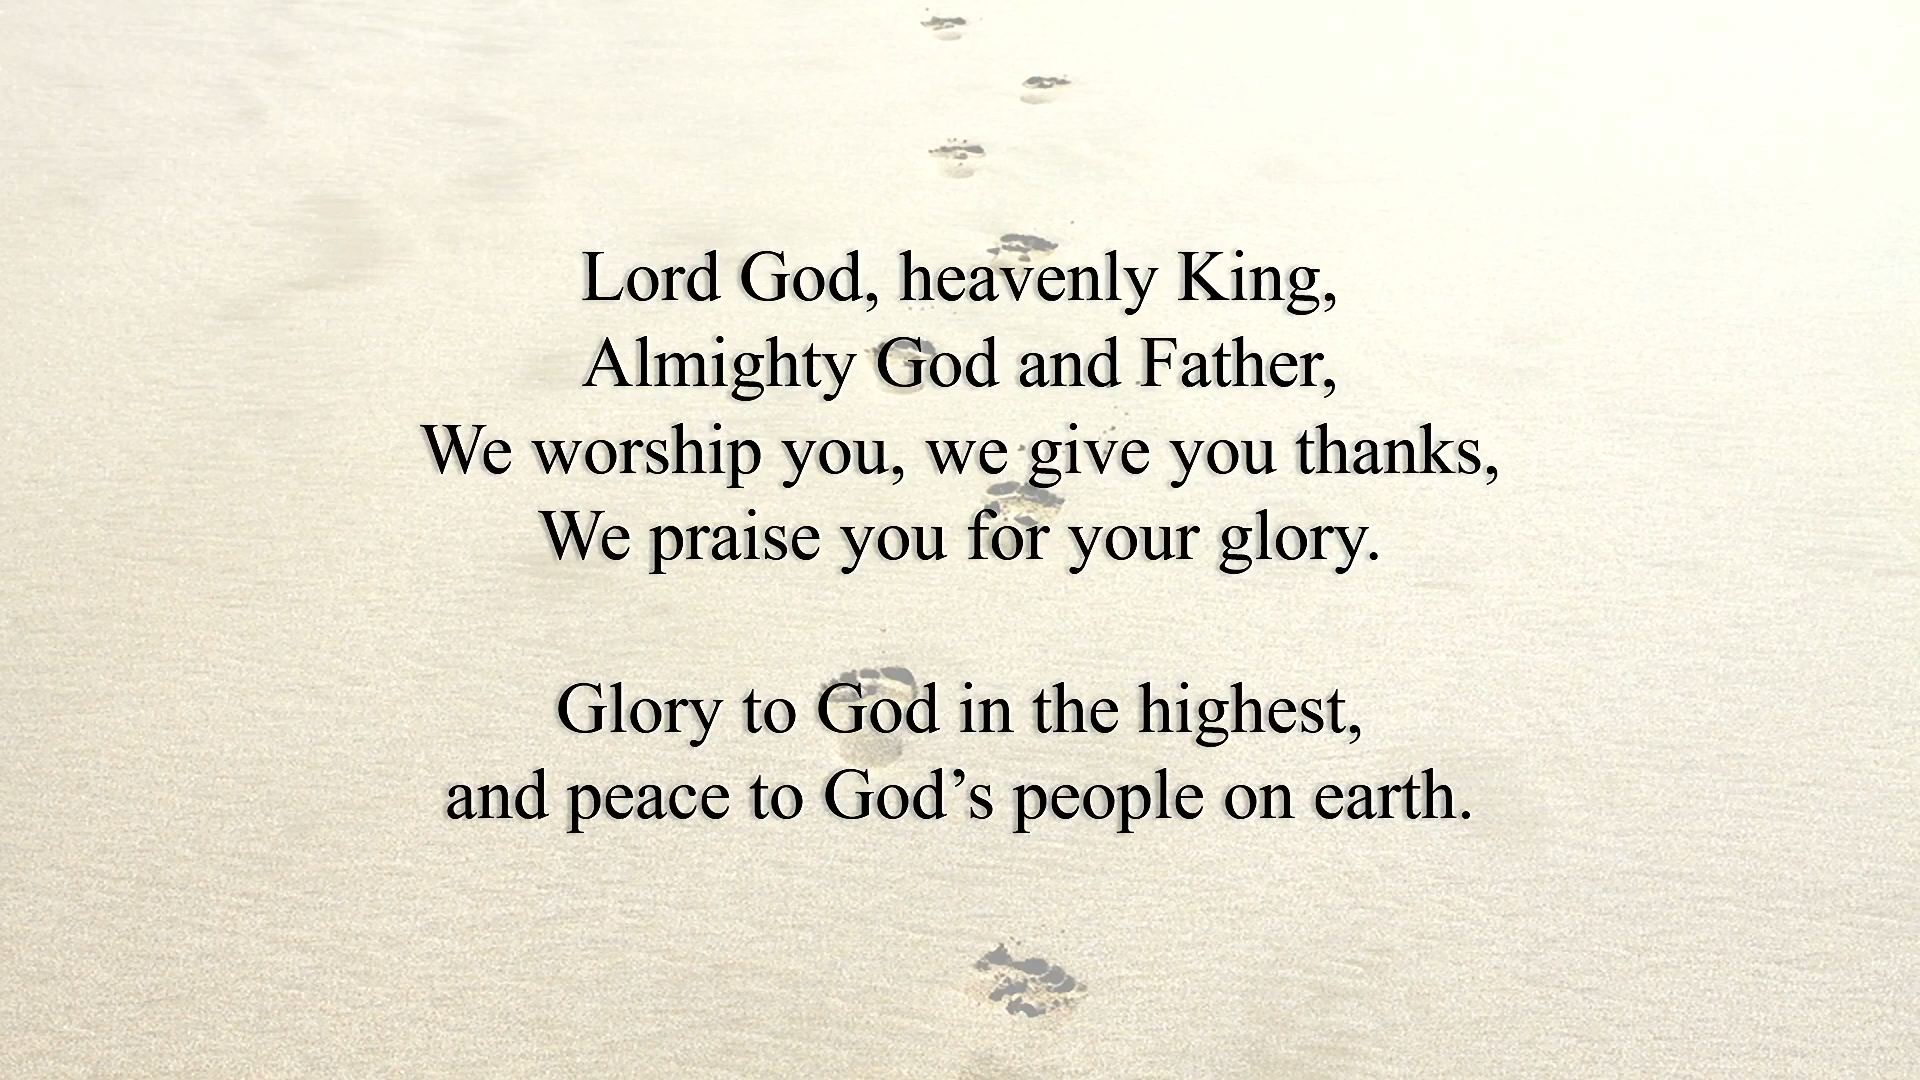 Lord God, heavenly King,
Almighty God and Father,
We worship you, we give you thanks,
We praise you for your glory.
Glory to God in the highest,
and peace to God’s people on earth.